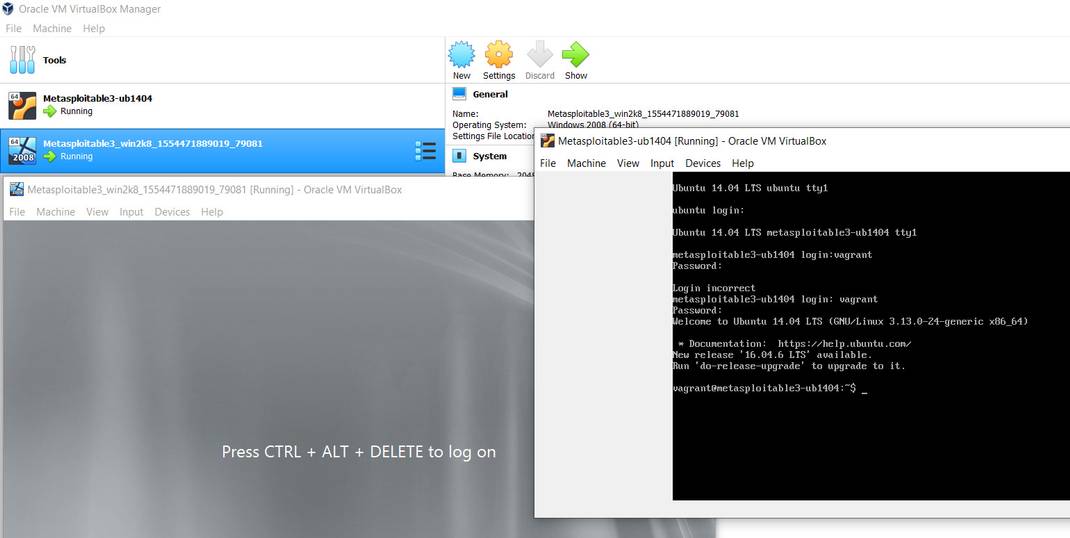 Oracle VM VirtualBox Manager
File Machine Help
Tools
New Settings Discard Show
64
Metasploitable3-ub1404
Running
64
2008
Metasploitable3_win2k8_1554471889019_79081
Running
General
Name: Metasploitable3_win2k8_1554471889019_79081
Operating System: Windows 2008 (64-bit)
Settings File Location
System
Base Memory: 2048
Metasploitable3_win2k8_1554471889019_79081 [Running] - Oracle VM VirtualBox
File Machine View Input Devices Help
Press CTRL + ALT + DELETE to log on
Metasploitable3-ub1404 [Running] - Oracle VM VirtualBox
File Machine View Input Devices Help
Ubuntu 14.04 LTS ubuntu tty1
ubuntu login:
Ubuntu 14.04 LTS metasploitable3-ub1404 tty1
metasploitable3-ub1404 login:vagrant
Password:
Login incorrect
metasploitable3-ub1404 login: vagrant
Password:
Welcome to Ubuntu 14.04 LTS (GNU/Linux 3.13.0-24-generic x86_64)
* Documentation: https://help.ubuntu.com/
New release '16.04.6 LTS' available.
Run 'do-release-upgrade' to upgrade to it.
vagrant@metasploitable3-ub1404:~$ _